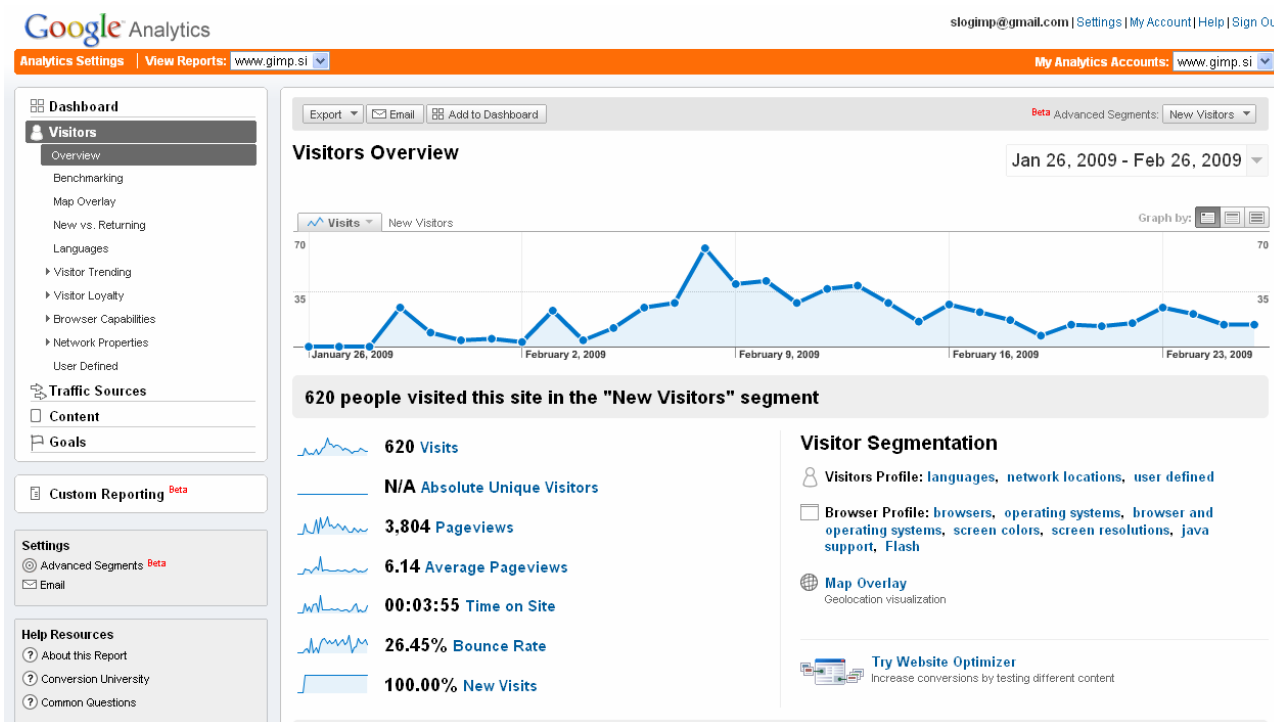 Google Analytics
slogimp@gmail.com | Settings | My Account | Help | Sign Ou
Analytics Settings | View Reports: www.gimp.si
My Analytics Accounts: www.gimp.si
Dashboard
Visitors
Overview
Benchmarking
Map Overlay
New vs. Returning
Languages
Visitor Trending
Visitor Loyalty
Browser Capabilities
Network Properties
User Defined
Traffic Sources
Content
Goals
Custom Reporting Beta
Settings
Advanced Segments Beta
Email
Help Resources
About this Report
Conversion University
Common Questions
Export Email Add to Dashboard
Beta Advanced Segments: New Visitors
Visitors Overview
Jan 26, 2009 - Feb 26, 2009
Visits New Visitors
Graph by:
70 70
35 35
January 26, 2009 February 2, 2009 February 9, 2009 February 16, 2009 February 23, 2009
620 people visited this site in the "New Visitors" segment
620 Visits
N/A Absolute Unique Visitors
3,804 Pageviews
6.14 Average Pageviews
00:03:55 Time on Site
26.45% Bounce Rate
100.00% New Visits
Visitor Segmentation
Visitors Profile: languages, network locations, user defined
Browser Profile: browsers, operating systems, browser and
operating systems, screen colors, screen resolutions, java
support, Flash
Map Overlay
Geolocation visualization
Try Website Optimizer
Increase conversions by testing different content